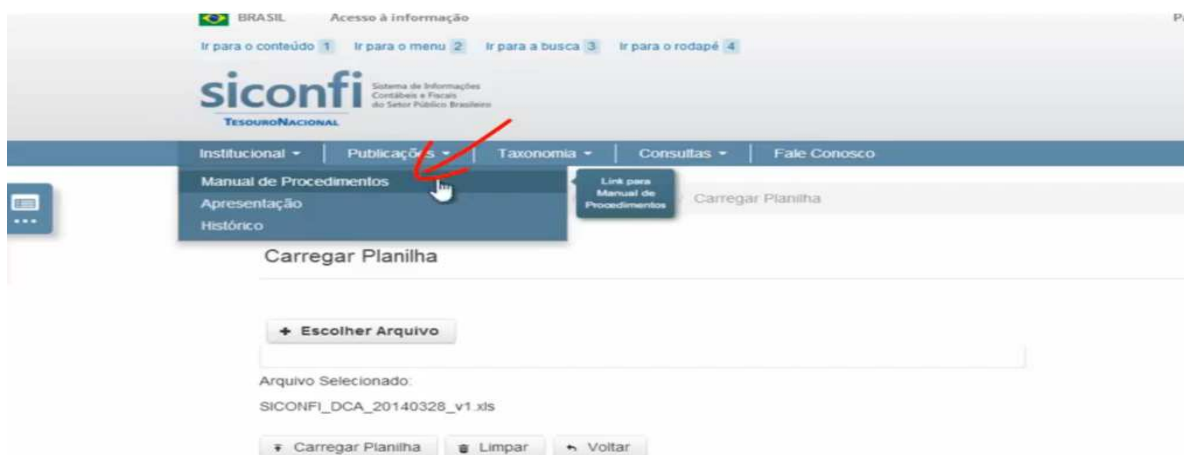 BRASIL Acesso à informação
Ir para o conteúdo 1 Ir para o menu 2 Ir para a busca 3 Ir para o rodapé 4
siconfi Sistema de Informações
Contábeis e Fiscais
do Setor Público Brasileiro
TESOURONACIONAL
Institucional Publicações Taxonomia Consultas Fale Conosco
Manual de Procedimentos
Apresentação
Histórico
Link para
Manual de
Procedimentos
Carregar Planilha
Carregar Planilha
+ Escolher Arquivo
Arquivo Selecionado:
SICONFI_DCA_20140328_v1.xls
Carregar Planilha Limpar Voltar